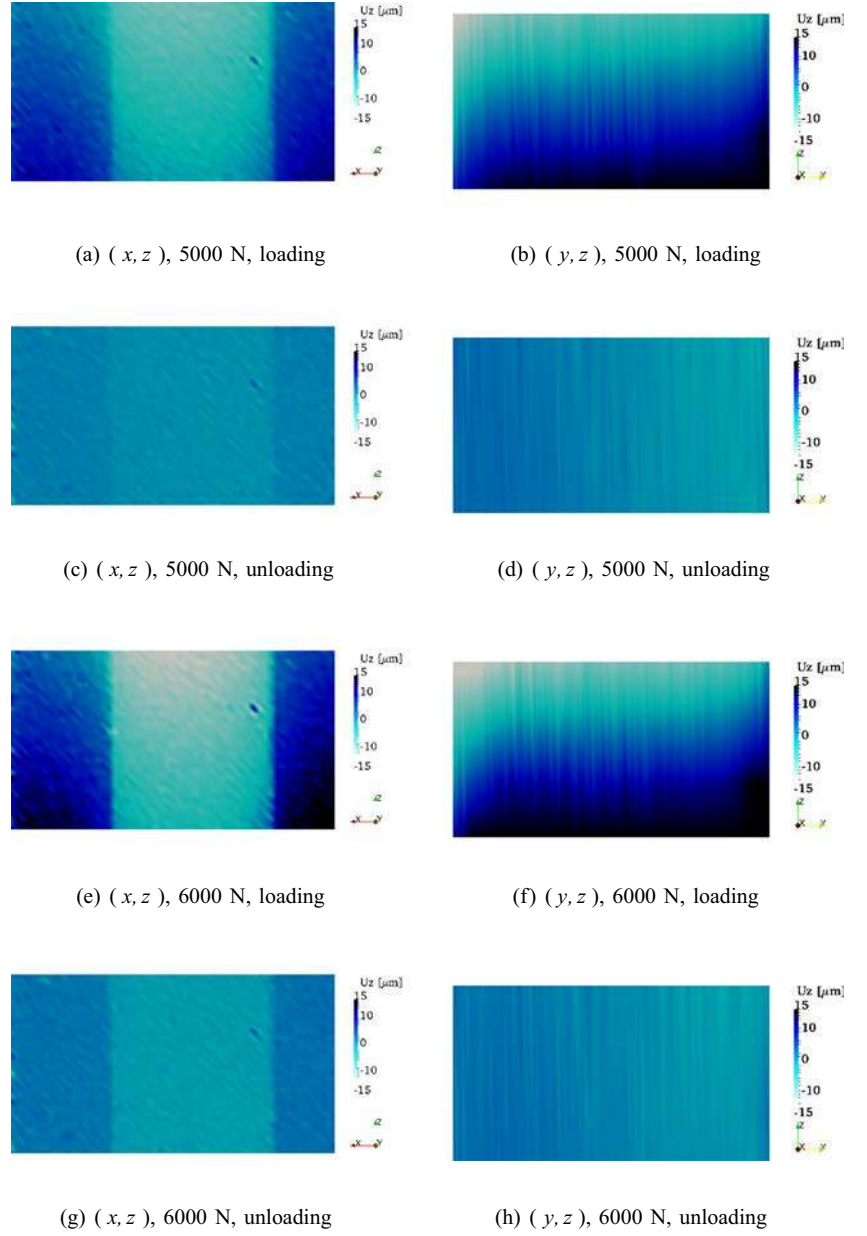 Uz [μm]
15
10
0
-10
-15
Z
X Y
Uz [μm]
15
10
0
-10
-15
Z
X Y
(a) ( x, z ), 5000 N, loading
(b) ( y, z ), 5000 N, loading
Uz [μm]
15
10
0
-10
-15
Z
X Y
Uz [μm]
15
10
0
-10
-15
Z
X Y
(c) ( x, z ), 5000 N, unloading
(d) ( y, z ), 5000 N, unloading
Uz [μm]
15
10
0
-10
-15
Z
X Y
Uz [μm]
15
10
0
-10
-15
Z
X Y
(e) ( x, z ), 6000 N, loading
(f) ( y, z ), 6000 N, loading
Uz [μm]
15
10
0
-10
-15
Z
X Y
Uz [μm]
15
10
0
-10
-15
Z
X Y
(g) ( x, z ), 6000 N, unloading
(h) ( y, z ), 6000 N, unloading